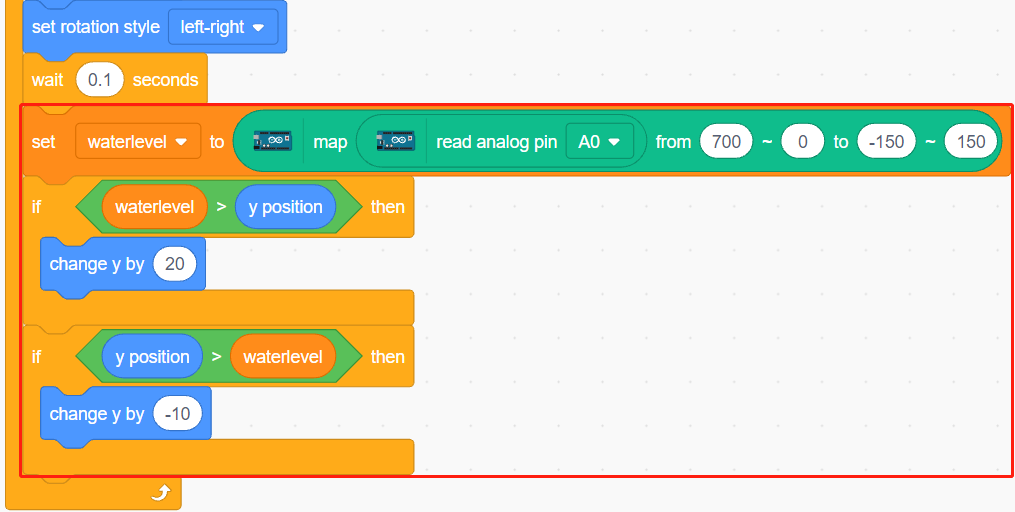 set rotation style left-right
wait 0.1 seconds
set waterlevel to map read analog pin A0 from 700 ~ 0 to -150 ~ 150
if waterlevel > y position then
change y by 20
if y position > waterlevel then
change y by -10